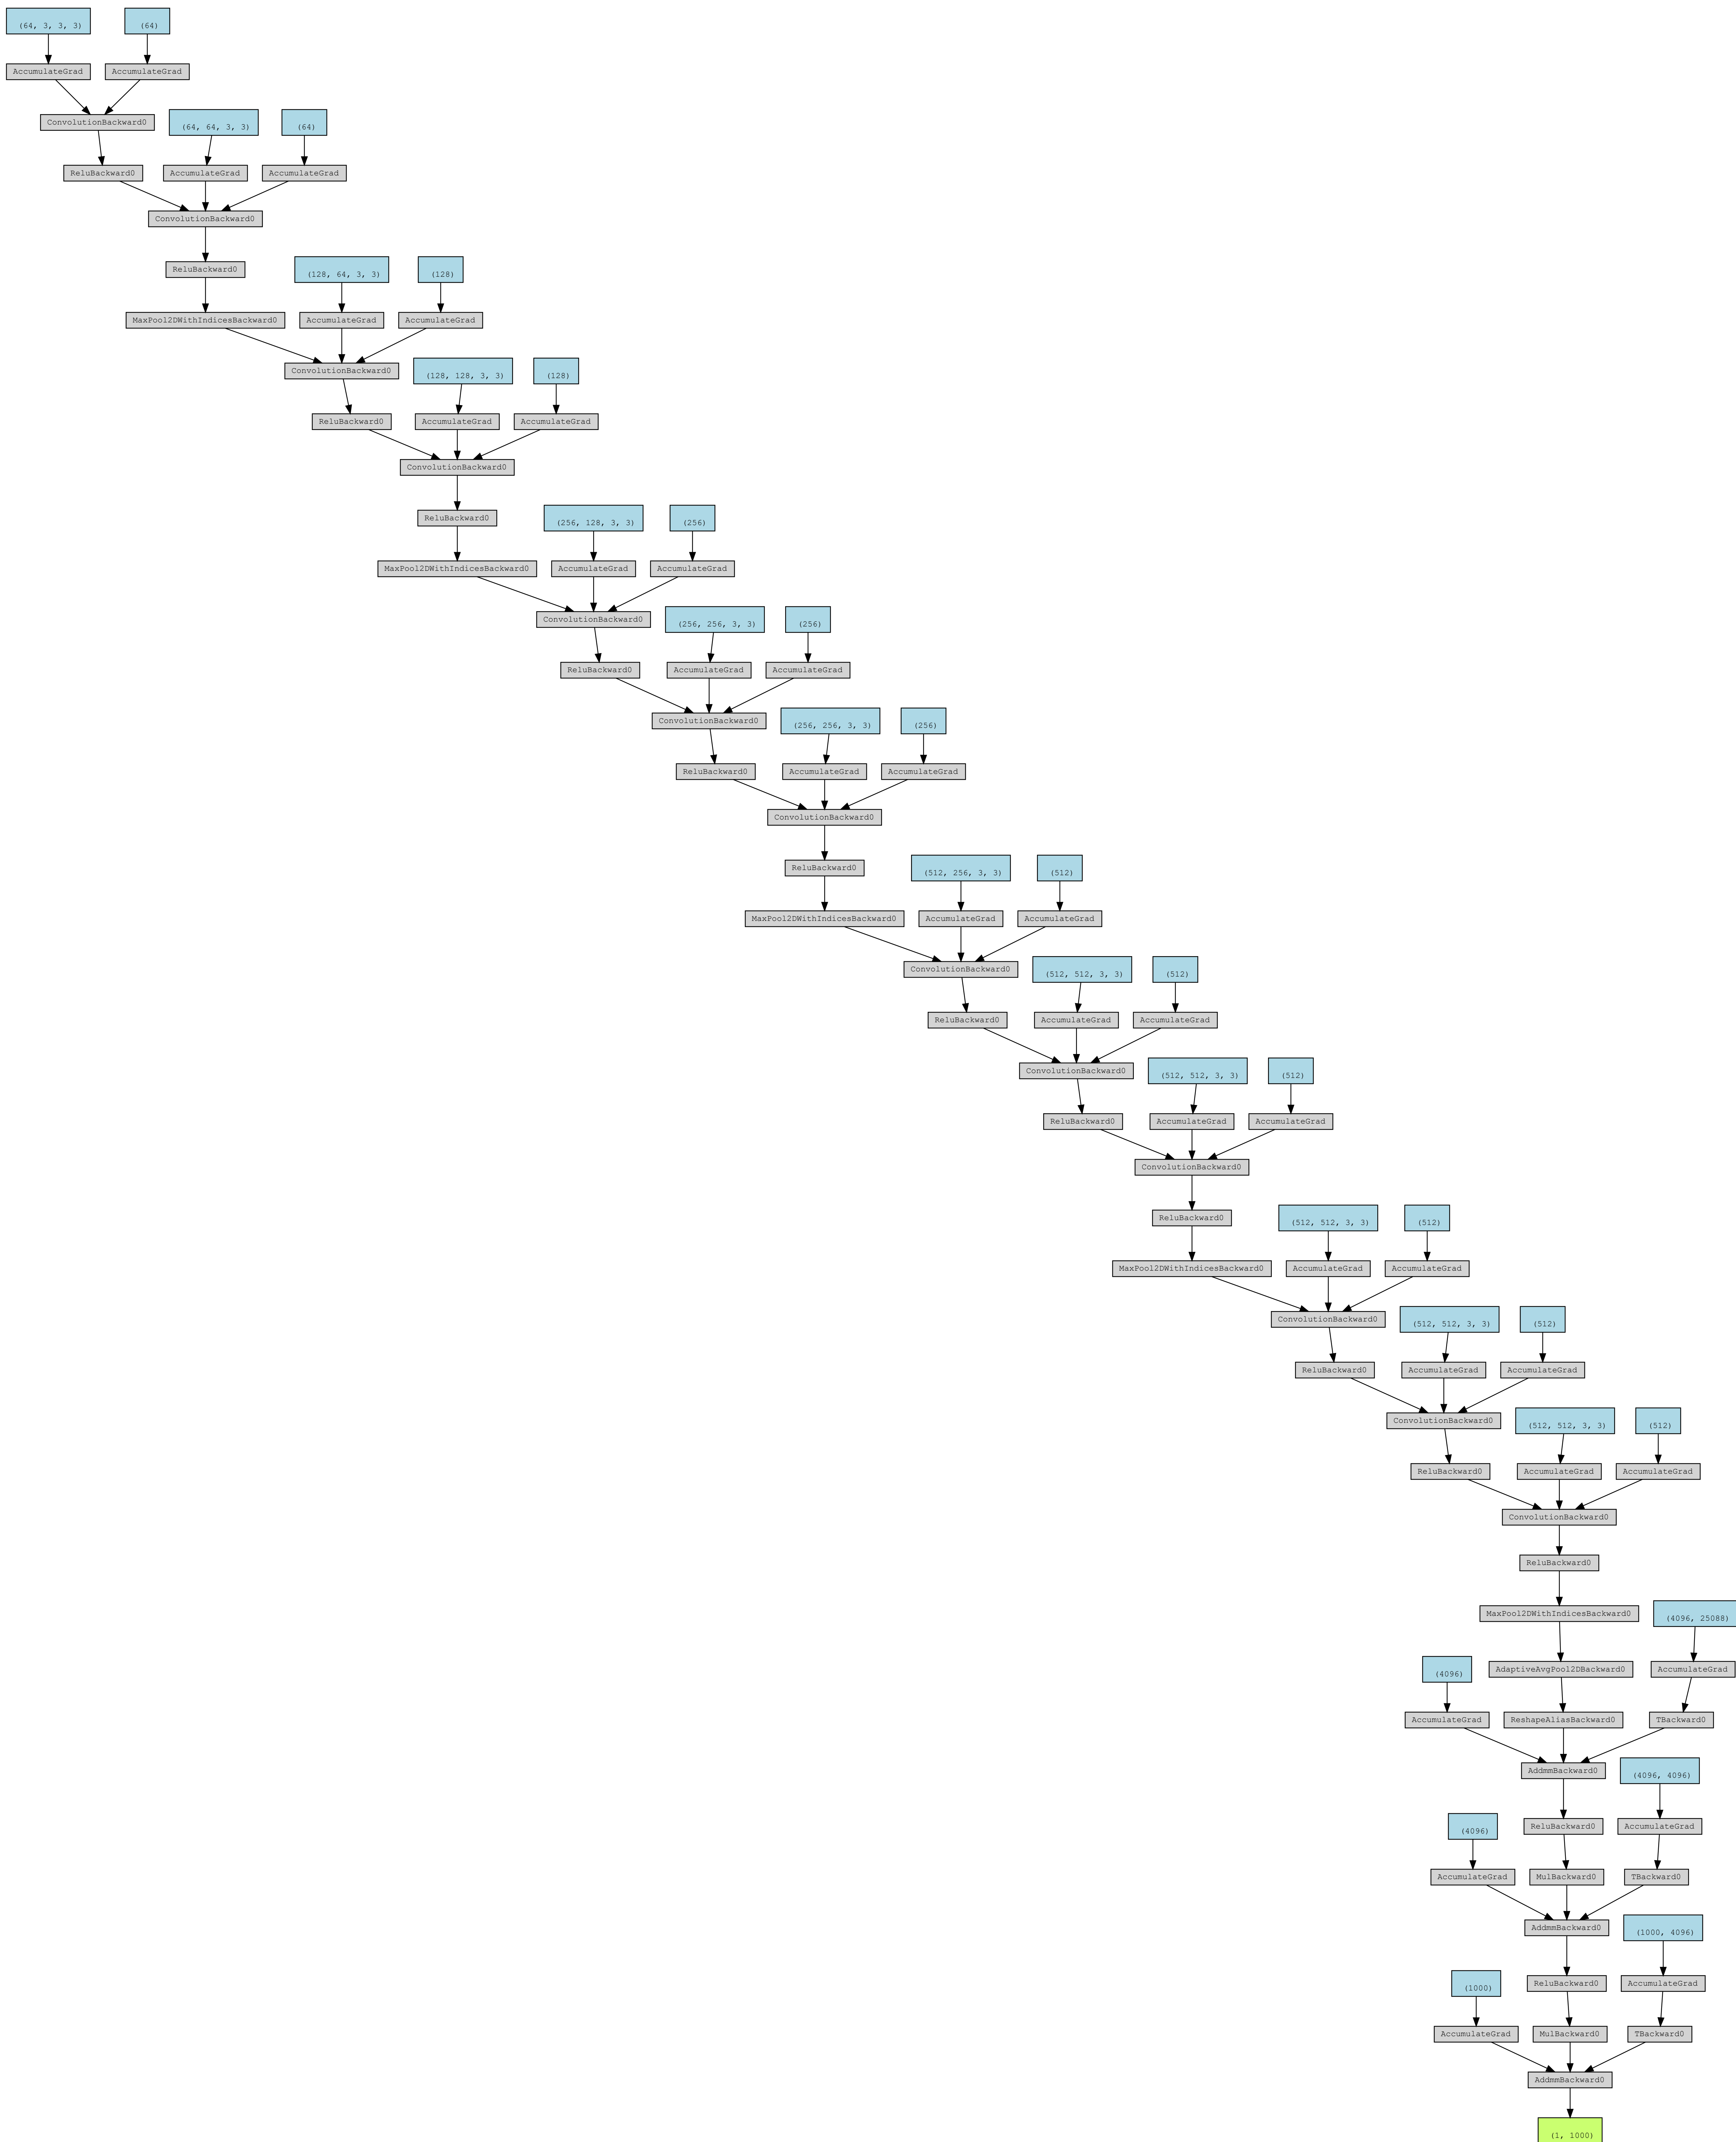 (64, 3, 3, 3) (64)
AccumulateGrad AccumulateGrad
ConvolutionBackward0 (64, 64, 3, 3) (64)
ReluBackward0 AccumulateGrad AccumulateGrad
ConvolutionBackward0
ReluBackward0 (128, 64, 3, 3) (128)
MaxPool2DWithIndicesBackward0 AccumulateGrad AccumulateGrad
ConvolutionBackward0 (128, 128, 3, 3) (128)
ReluBackward0 AccumulateGrad AccumulateGrad
ConvolutionBackward0
ReluBackward0 (256, 128, 3, 3) (256)
MaxPool2DWithIndicesBackward0 AccumulateGrad AccumulateGrad
ConvolutionBackward0 (256, 256, 3, 3) (256)
ReluBackward0 AccumulateGrad AccumulateGrad
ConvolutionBackward0 (256, 256, 3, 3) (256)
ReluBackward0 AccumulateGrad AccumulateGrad
ConvolutionBackward0
ReluBackward0 (512, 256, 3, 3) (512)
MaxPool2DWithIndicesBackward0 AccumulateGrad AccumulateGrad
ConvolutionBackward0 (512, 512, 3, 3) (512)
ReluBackward0 AccumulateGrad AccumulateGrad
ConvolutionBackward0 (512, 512, 3, 3) (512)
ReluBackward0 AccumulateGrad AccumulateGrad
ConvolutionBackward0
ReluBackward0 (512, 512, 3, 3) (512)
MaxPool2DWithIndicesBackward0 AccumulateGrad AccumulateGrad
ConvolutionBackward0 (512, 512, 3, 3) (512)
ReluBackward0 AccumulateGrad AccumulateGrad
ConvolutionBackward0 (512, 512, 3, 3) (512)
ReluBackward0 AccumulateGrad AccumulateGrad
ConvolutionBackward0
ReluBackward0
MaxPool2DWithIndicesBackward0 (4096, 25088)
(4096) AdaptiveAvgPool2DBackward0 AccumulateGrad
AccumulateGrad ReshapeAliasBackward0 TBackward0
AddmmBackward0 (4096, 4096)
(4096) ReluBackward0 AccumulateGrad
AccumulateGrad MulBackward0 TBackward0
AddmmBackward0 (1000, 4096)
(1000) ReluBackward0 AccumulateGrad
AccumulateGrad MulBackward0 TBackward0
AddmmBackward0
(1, 1000)